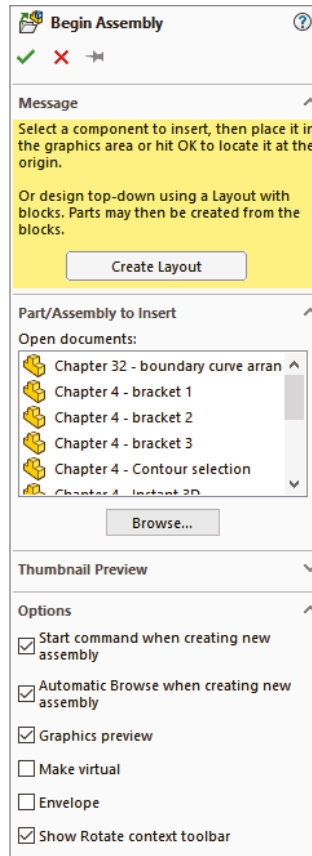 Begin Assembly
Message
Select a component to insert, then place it in
the graphics area or hit OK to locate it at the
origin.
Or design top-down using a Layout with
blocks. Parts may then be created from the
blocks.
Create Layout
Part/Assembly to Insert
Open documents:
Chapter 32 - boundary curve arran
Chapter 4 - bracket 1
Chapter 4 - bracket 2
Chapter 4 - bracket 3
Chapter 4 - Contour selection
Chapter 4 - Instant 3D
Browse...
Thumbnail Preview
Options
Start command when creating new
assembly
Automatic Browse when creating new
assembly
Graphics preview
Make virtual
Envelope
Show Rotate context toolbar